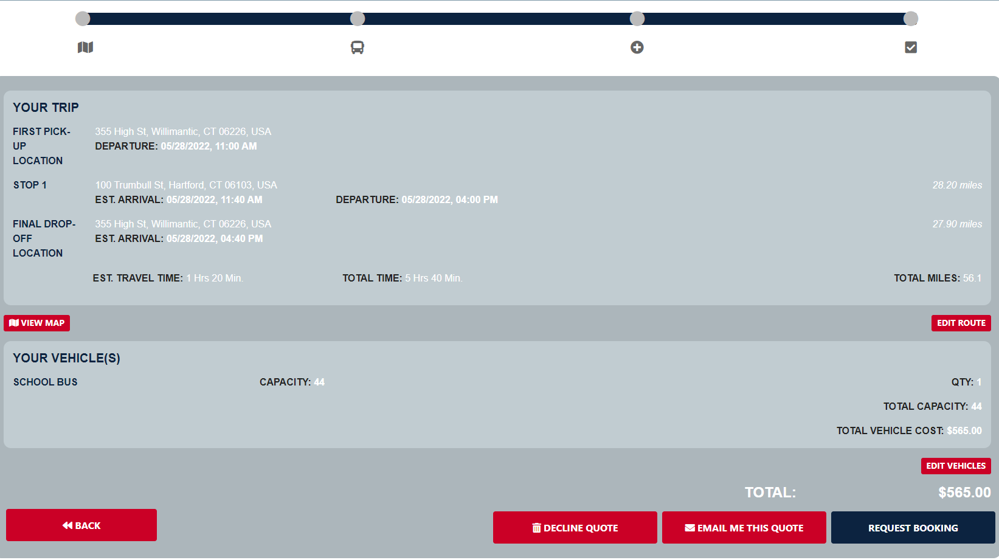 YOUR TRIP
FIRST PICK-UP LOCATION
355 High St, Willimantic, CT 06226, USA
DEPARTURE: 05/28/2022, 11:00 AM
STOP 1
100 Trumbull St, Hartford, CT 06103, USA
28.20 miles
EST. ARRIVAL: 05/28/2022, 11:40 AM
DEPARTURE: 05/28/2022, 04:00 PM
FINAL DROP-OFF LOCATION
355 High St, Willimantic, CT 06226, USA
27.90 miles
EST. ARRIVAL: 05/28/2022, 04:40 PM
EST. TRAVEL TIME: 1 Hrs 20 Min.
TOTAL TIME: 5 Hrs 40 Min.
TOTAL MILES: 56.1
VIEW MAP
EDIT ROUTE
YOUR VEHICLE(S)
SCHOOL BUS
CAPACITY: 44
QTY: 1
TOTAL CAPACITY: 44
TOTAL VEHICLE COST: $565.00
EDIT VEHICLES
TOTAL: $565.00
BACK
DECLINE QUOTE
EMAIL ME THIS QUOTE
REQUEST BOOKING